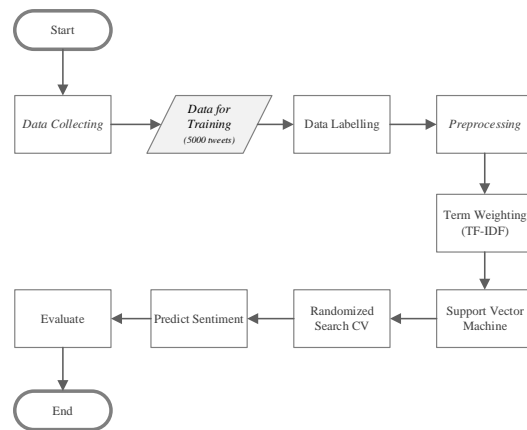 Start
Data Collecting
Data for
Training
(5000 tweets)
Data Labelling
Preprocessing
Term Weighting
(TF-IDF)
Support Vector
Machine
Randomized
Search CV
Predict Sentiment
Evaluate
End